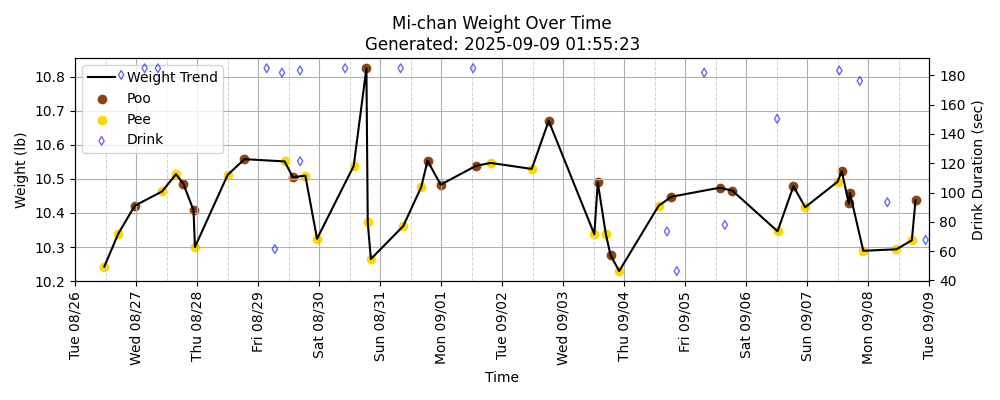 Mi-chan Weight Over Time
Generated: 2025-09-09 01:55:23
Weight (lb)
10.8
10.7
10.6
10.5
10.4
10.3
10.2
Weight Trend
Poo
Pee
Drink
180
160
140
120
100
80
60
40
Drink Duration (sec)
Tue 08/26
Wed 08/27
Thu 08/28
Fri 08/29
Sat 08/30
Sun 08/31
Mon 09/01
Tue 09/02
Wed 09/03
Thu 09/04
Fri 09/05
Sat 09/06
Sun 09/07
Mon 09/08
Tue 09/09
Time